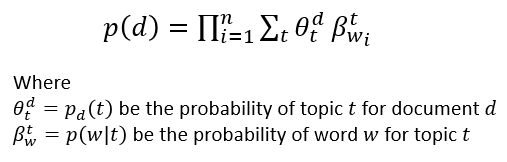 p(d) = ∏ⁿᵢ₌₁ ∑ₜ θₜᵈ βᵗ_wᵢ
Where
θₜᵈ = p_d(t) be the probability of topic t for document d
βᵗ_w = p(w|t) be the probability of word w for topic t